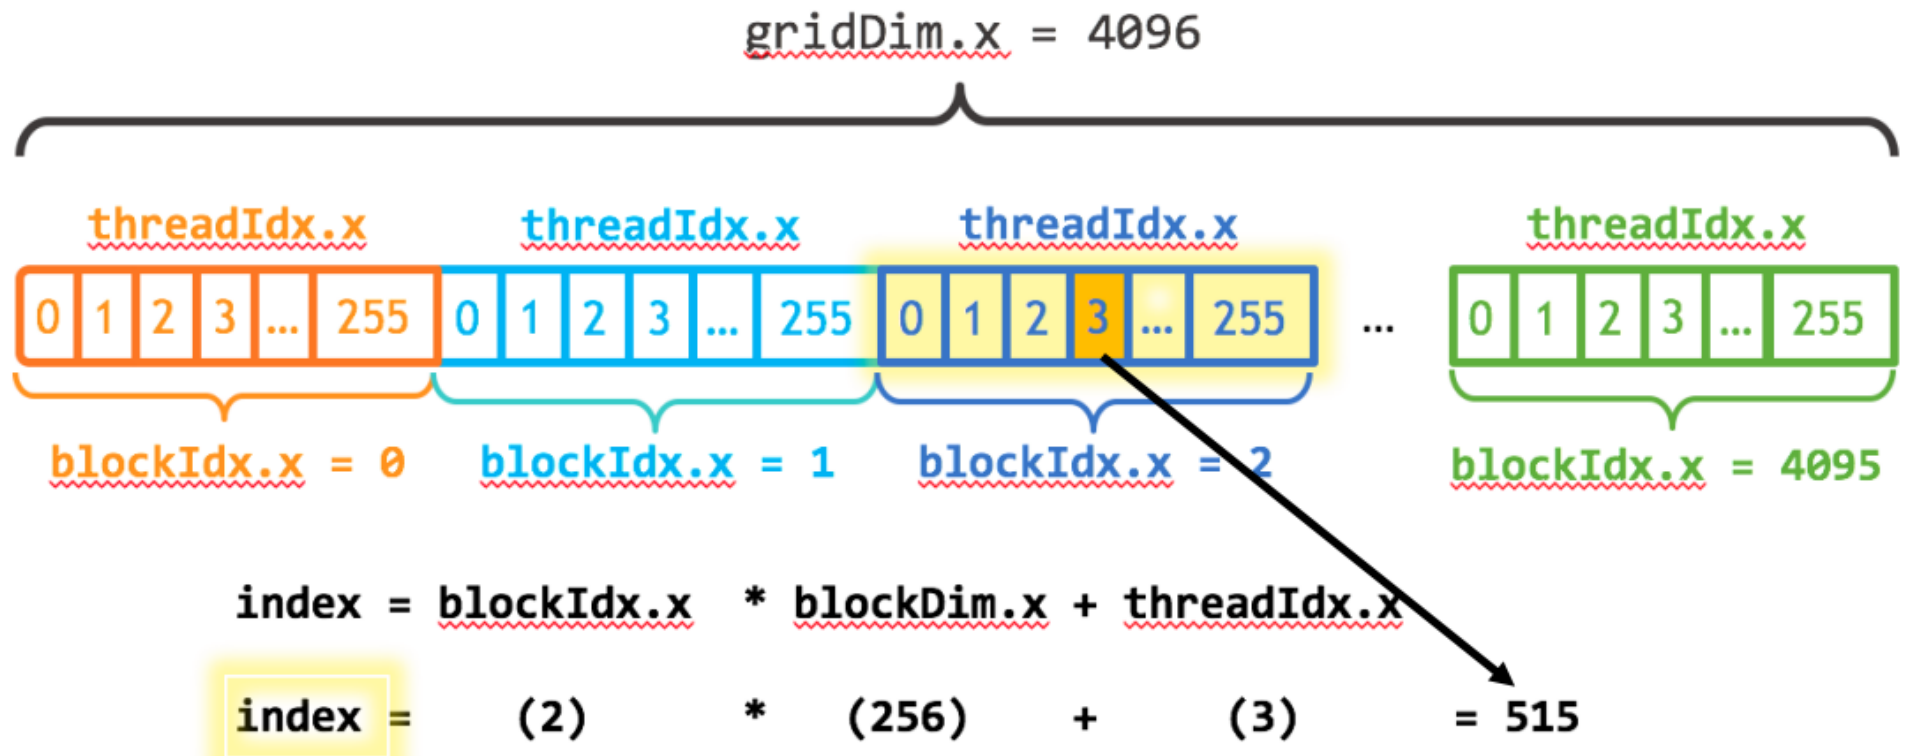 gridDim.x = 4096
threadIdx.x threadIdx.x threadIdx.x threadIdx.x
0 1 2 3 ... 255 0 1 2 3 ... 255 0 1 2 3 ... 255 ... 0 1 2 3 ... 255
blockIdx.x = 0 blockIdx.x = 1 blockIdx.x = 2 blockIdx.x = 4095
index = blockIdx.x * blockDim.x + threadIdx.x
index = (2) * (256) + (3) = 515